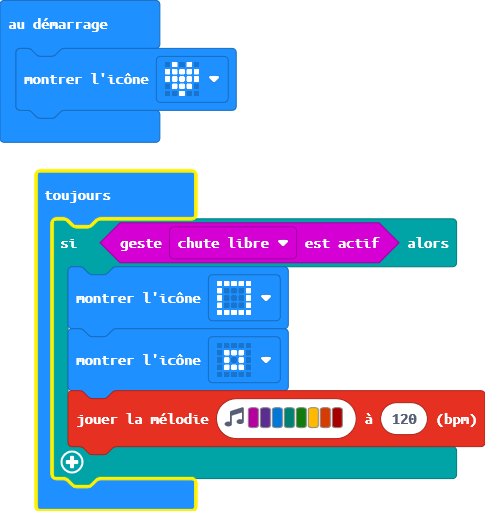 au démarrage
montrer l'icône
toujours
si geste chute libre est actif alors
montrer l'icône
montrer l'icône
jouer la mélodie à 120 (bpm)